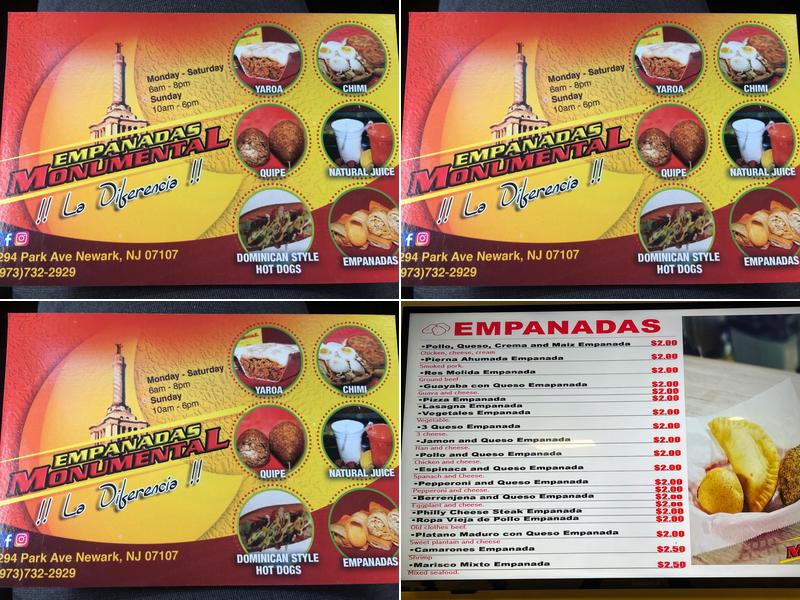 Monday - Saturday
6am - 8pm
Sunday
10am - 6pm
YAROA
CHIMI
EMPANADAS
MONUMENTAL
!! La Diferencia !!
QUIPE
NATURAL JUICE
294 Park Ave Newark, NJ 07107
(973)732-2929
DOMINICAN STYLE
HOT DOGS
EMPANADAS
Monday - Saturday
6am - 8pm
Sunday
10am - 6pm
YAROA
CHIMI
EMPANADAS
MONUMENTAL
!! La Diferencia !!
QUIPE
NATURAL JUICE
294 Park Ave Newark, NJ 07107
973)732-2929
DOMINICAN STYLE
HOT DOGS
EMPANADAS
Monday - Saturday
6am - 8pm
Sunday
10am - 6pm
YAROA
CHIMI
EMPANADAS
MONUMENTAL
!! La Diferencia !!
QUIPE
NATURAL JUICE
294 Park Ave Newark, NJ 07107
(973)732-2929
DOMINICAN STYLE
HOT DOGS
EMPANADAS
EMPANADAS
•Pollo, Queso, Crema and Maiz Empanada $2.00
Chicken, cheese, cream
•Pierna Ahumada Empanada $2.00
Smoked pork.
•Res Molida Empanada $2.00
Ground beef
•Guayaba con Queso Emapanada $2.00
Guava and cheese. $2.00
•Pizza Empanada $2.00
•Lasagna Empanada
•Vegetales Empanada $2.00
Vegetable.
•3 Queso Empanada $2.00
3 cheese.
•Jamon and Queso Empanada $2.00
Han and cheese.
•Pollo and Queso Empanada $2.00
Chicken and cheese.
•Espinaca and Queso Empanada $2.00
Spanach and Cheese.
•Pepperoni and Queso Empanada $2.00
Pepperoni and cheese. $2.00
•Berrenjena and Queso Empanada $2.00
Eggplant and cheese. $2.00
•Philly Cheese Steak Empanada $2.00
•Ropa Vieja de Pollo Empanada $2.00
Old clothes beef.
•Platano Maduro con Queso Empanada $2.00
Sweet plantain and cheese
•Camarones Empanada $2.50
Shrimp
•Marisco Mixto Empanada $2.50
Mixed seafood.